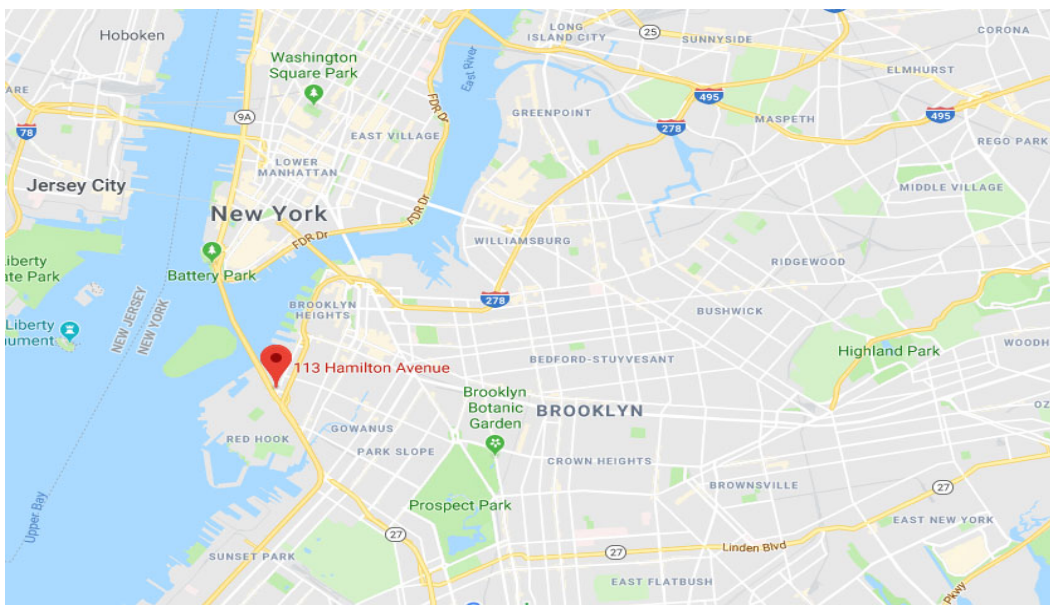 Hoboken
LONG
ISLAND CITY
25
SUNNYSIDE
CORONA
Washington
Square Park
East River
FDR Dr
ELMHURST
495
495
9A
GREENPOINT
278
MASPETH
78
EAST VILLAGE
REGO PARK
LOWER
MANHATTAN
Jersey City
MIDDLE VILLAGE
New York
FDR Dr
FDR Dr
WILLIAMSBURG
Battery Park
RIDGEWOOD
278
NEW JERSEY
NEW YORK
BROOKLYN
HEIGHTS
BUSHWICK
Liberty
Highland Park
113 Hamilton Avenue
BEDFORD-STUYVESANT
Brooklyn
Botanic
Garden
BROOKLYN
GOWANUS
RED HOOK
PARK SLOPE
CROWN HEIGHTS
BROWNSVILLE
27
Prospect Park
Upper Bay
EAST NEW YORK
27
27
Linden Blvd
SUNSET PARK
EAST FLATBUSH
Pkwy